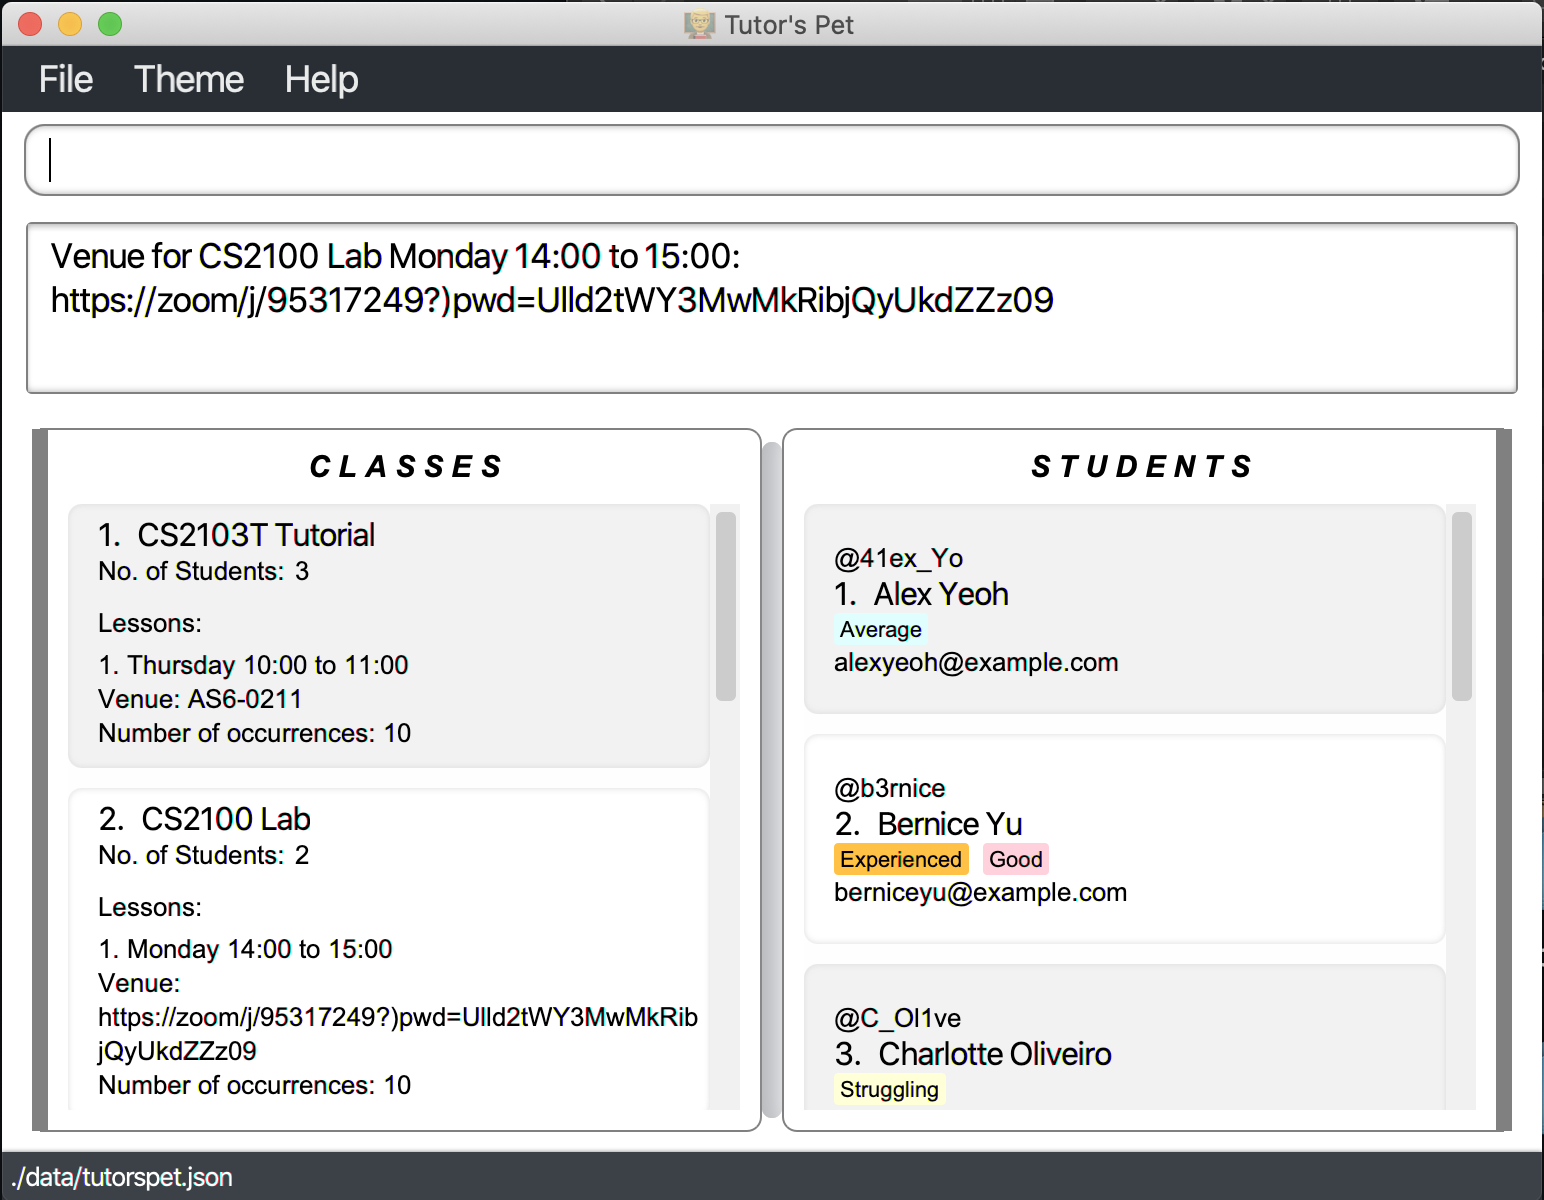 Tutor's Pet
File Theme Help
Venue for CS2100 Lab Monday 14:00 to 15:00:
https://zoom/j/95317249?)pwd=Ulld2tWY3MwMkRibjQyUkdZZz09
CLASSES
1. CS2103T Tutorial
No. of Students: 3
Lessons:
1. Thursday 10:00 to 11:00
Venue: AS6-0211
Number of occurrences: 10
2. CS2100 Lab
No. of Students: 2
Lessons:
1. Monday 14:00 to 15:00
Venue:
https://zoom/j/95317249?)pwd=Ulld2tWY3MwMkRib
jQyUkdZZz09
Number of occurrences: 10
STUDENTS
@41ex_Yo
1. Alex Yeoh
Average
alexyeoh@example.com
@b3rnice
2. Bernice Yu
Experienced Good
berniceyu@example.com
@C_Ol1ve
3. Charlotte Oliveiro
Struggling
./data/tutorspet.json